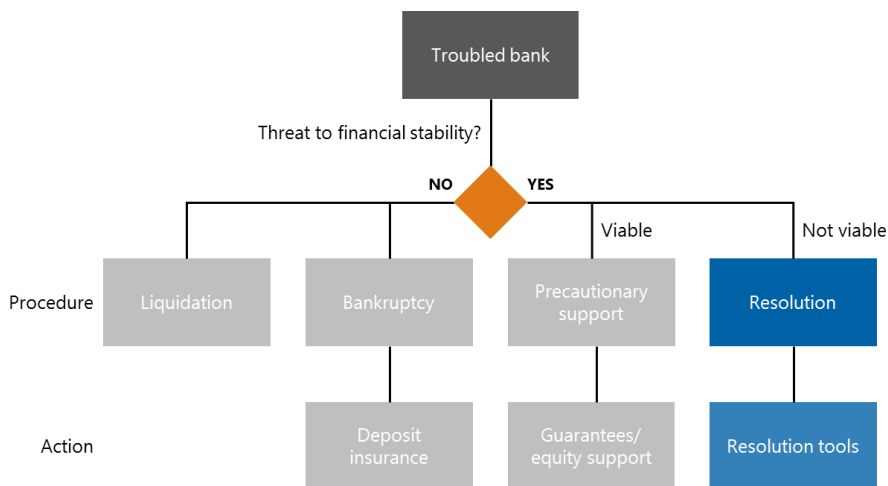 Troubled bank
Threat to financial stability?
NO
YES
Viable
Not viable
Procedure
Liquidation
Bankruptcy
Precautionary
support
Resolution
Action
Deposit
insurance
Guarantees/
equity support
Resolution tools